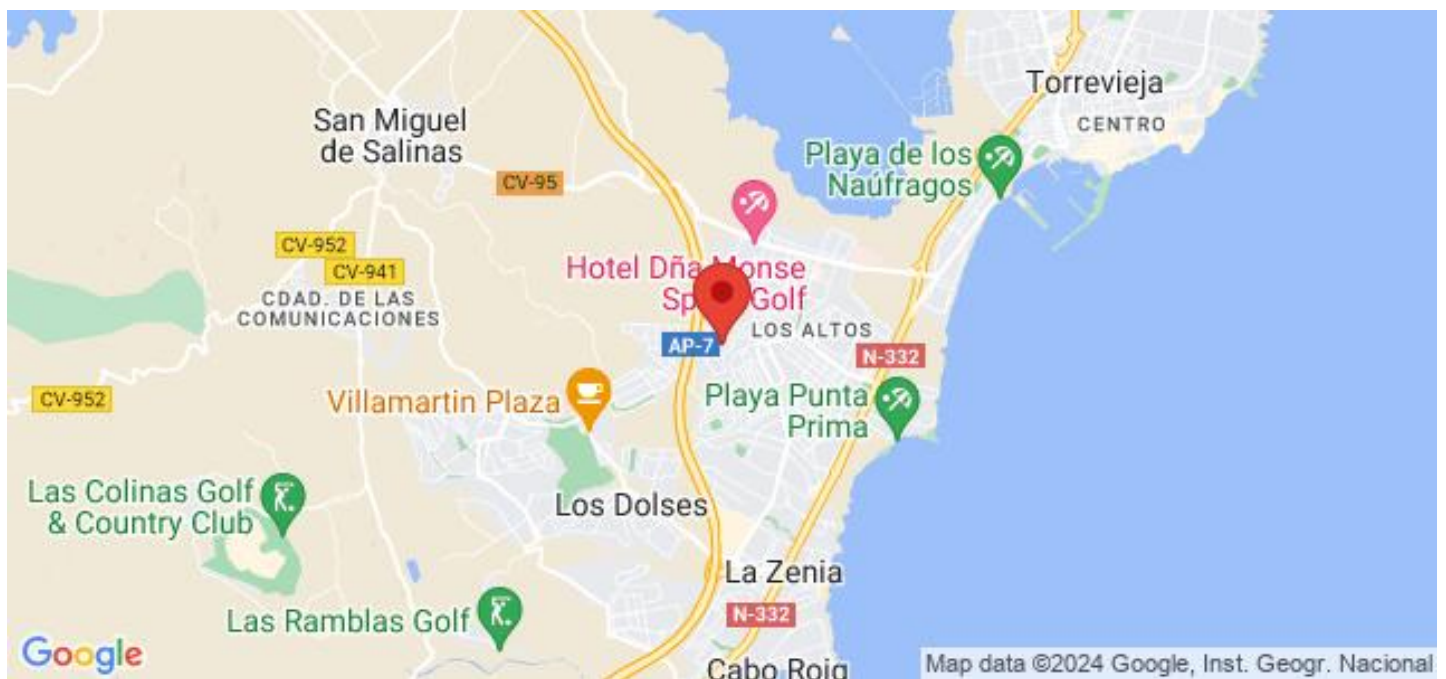 Torrevieja
CENTRO
San Miguel
de Salinas
Playa de los
Naúfragos
CV-95
CV-952
CV-941
Hotel Dña Monse
Sp Golf
CDAD. DE LAS
COMUNICACIONES
LOS ALTOS
AP-7
N-332
CV-952
Villamartin Plaza
Playa Punta
Prima
Las Colinas Golf
& Country Club
Los Dolses
La Zenia
N-332
Las Ramblas Golf
Cabo Roig
Google
Map data ©2024 Google, Inst. Geogr. Nacional